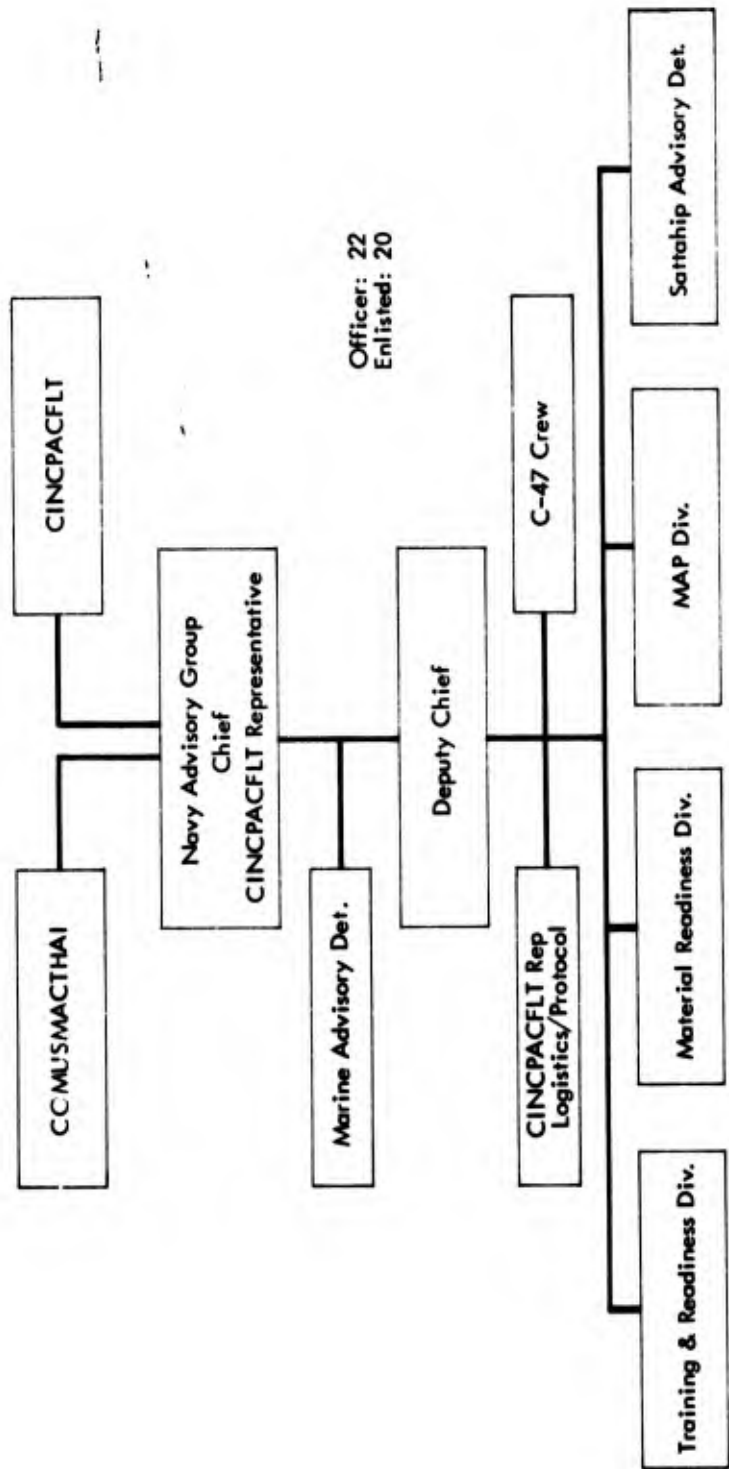 COMUSMACTHAI
CINCPACFLT
Navy Advisory Group
Chief
CINCPACFLT Representative
Officer: 22
Enlisted: 20
Marine Advisory Det.
Deputy Chief
CINCPACFLT Rep
Logistics/Protocol
C-47 Crew
Training & Readiness Div.
Material Readiness Div.
MAP Div.
Sattahip Advisory Det.